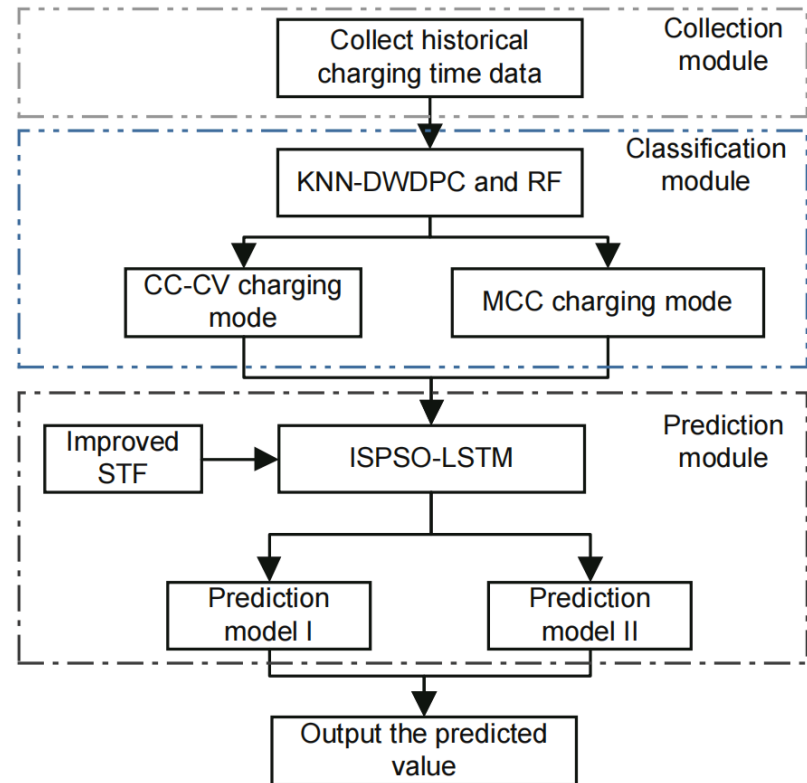 Collect historical
charging time data
Collection
module
Classification
module
KNN-DWDPC and RF
CC-CV charging
mode
MCC charging mode
Prediction
module
Improved
STF
ISPSO-LSTM
Prediction
model I
Prediction
model II
Output the predicted
value